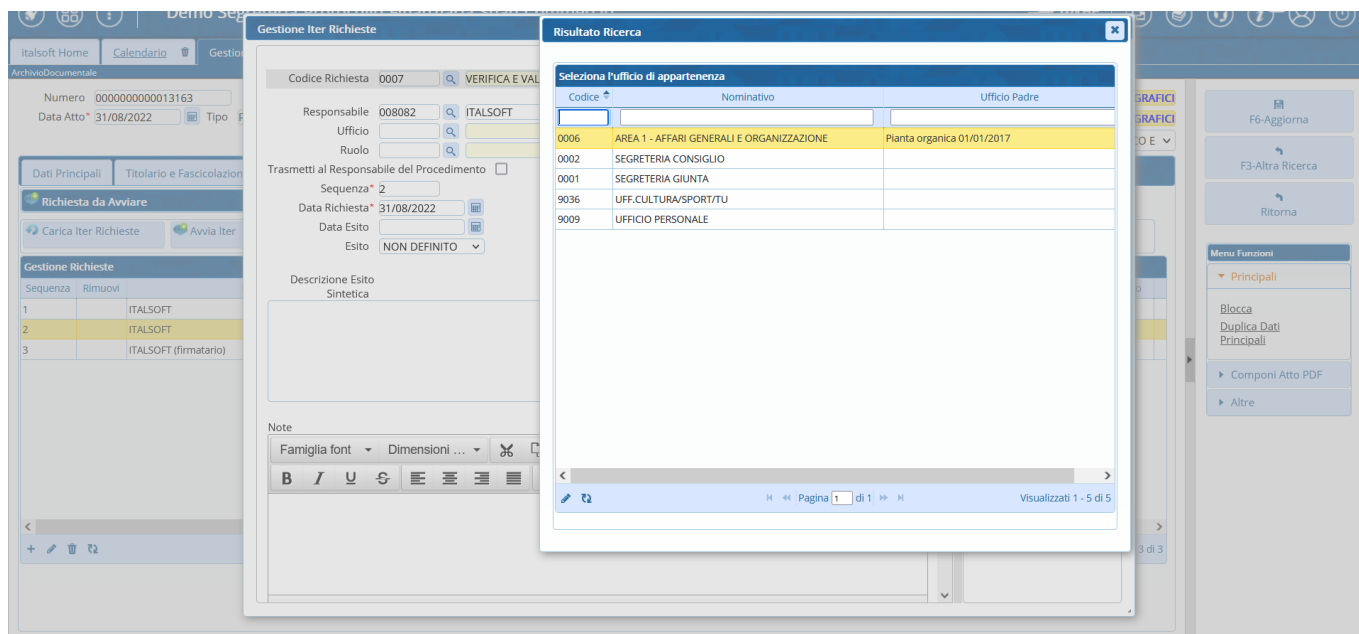 Gestione Iter Richieste
Risultato Ricerca
italsoft Home
Calendario
Gestio
ArchivioDocumentale
Numero 0000000000013163
Data Atto* 31/08/2022 Tipo
Dati Principali
Titolario e Fascicolazion
Richiesta da Avviare
Carica Iter Richieste
Avvia Iter
Gestione Richieste
Sequenza Rimuovi
1 ITALSOFT
2 ITALSOFT
3 ITALSOFT (firmatario)
Codice Richiesta 0007 VERIFICA E VAL
Responsabile 008082 ITALSOFT
Ufficio
Ruolo
Trasmetti al Responsabile del Procedimento
Sequenza* 2
Data Richiesta* 31/08/2022
Data Esito
Esito NON DEFINITO
Descrizione Esito
Sintetica
Note
Famiglia font Dimensioni ...
B I U S
Seleziona l'ufficio di appartenenza
Codice Nominativo Ufficio Padre
0006 AREA 1 - AFFARI GENERALI E ORGANIZZAZIONE Pianta organica 01/01/2017
0002 SEGRETERIA CONSIGLIO
0001 SEGRETERIA GIUNTA
9036 UFF.CULTURA/SPORT/TU
9009 UFFICIO PERSONALE
Pagina 1 di 1
Visualizzati 1 - 5 di 5
GRAFICI
GRAFICI
O E
3 di 3
F6-Aggiorna
F3-Altra Ricerca
Ritorna
Menu Funzioni
Principali
Blocca
Duplica Dati
Principali
Componi Atto PDF
Altre